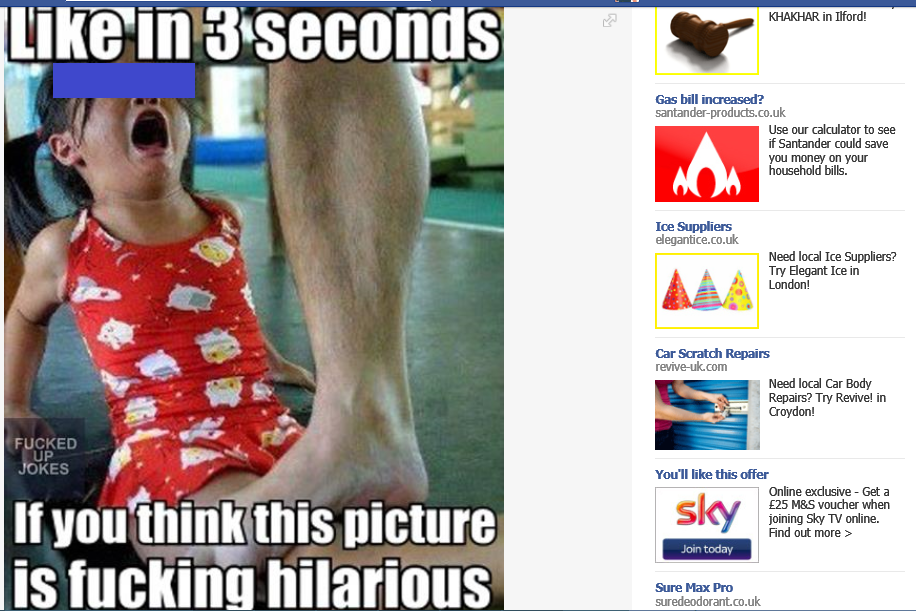 Like in 3 seconds
FUCKED
UP
JOKES
If you think this picture
is fucking hilarious
KHAKHAR in Ilford!
Gas bill increased?
santander-products.co.uk
Use our calculator to see
if Santander could save
you money on your
household bills.
Ice Suppliers
elegantice.co.uk
Need local Ice Suppliers?
Try Elegant Ice in
London!
Car Scratch Repairs
revive-uk.com
Need local Car Body
Repairs? Try Revive! in
Croydon!
You'll like this offer
sky
Join today
Online exclusive - Get a
£25 M&S voucher when
joining Sky TV online.
Find out more >
Sure Max Pro
suredeodorant.co.uk